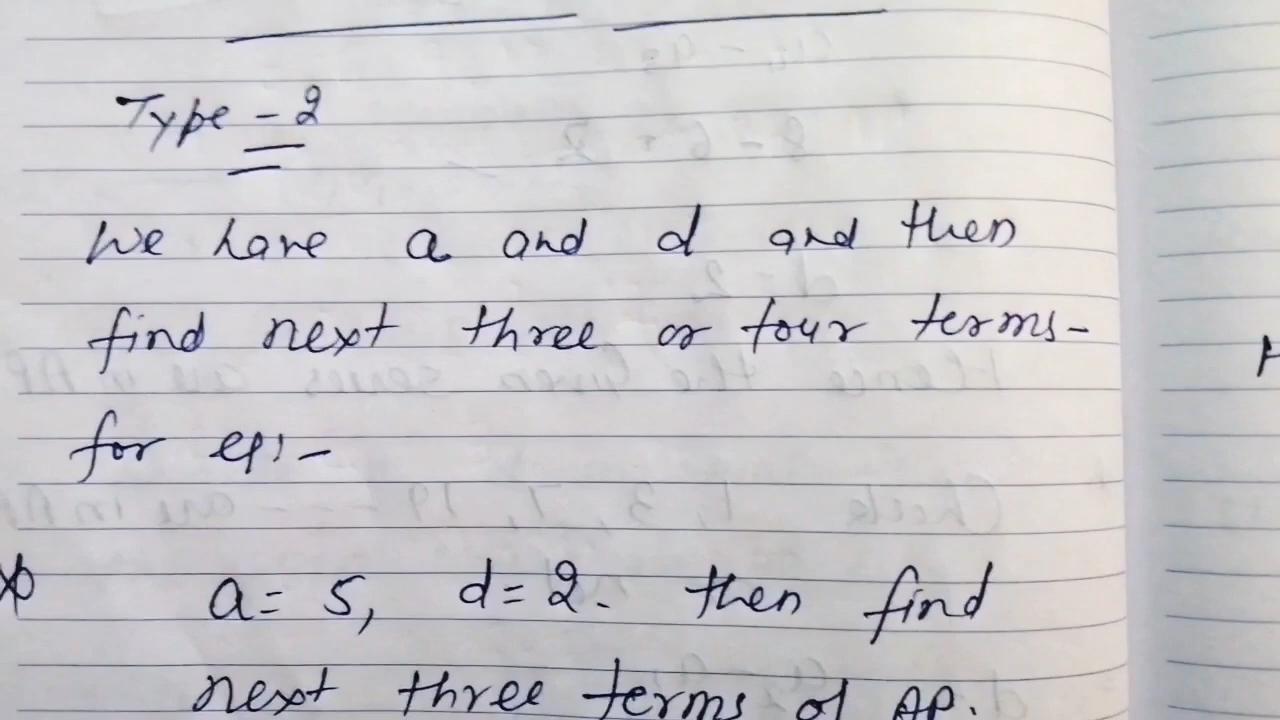 Type - 2
We have a and d and then
find next three or four terms-
for eg:-
a = 5, d = 2. then find
next three terms of AP.